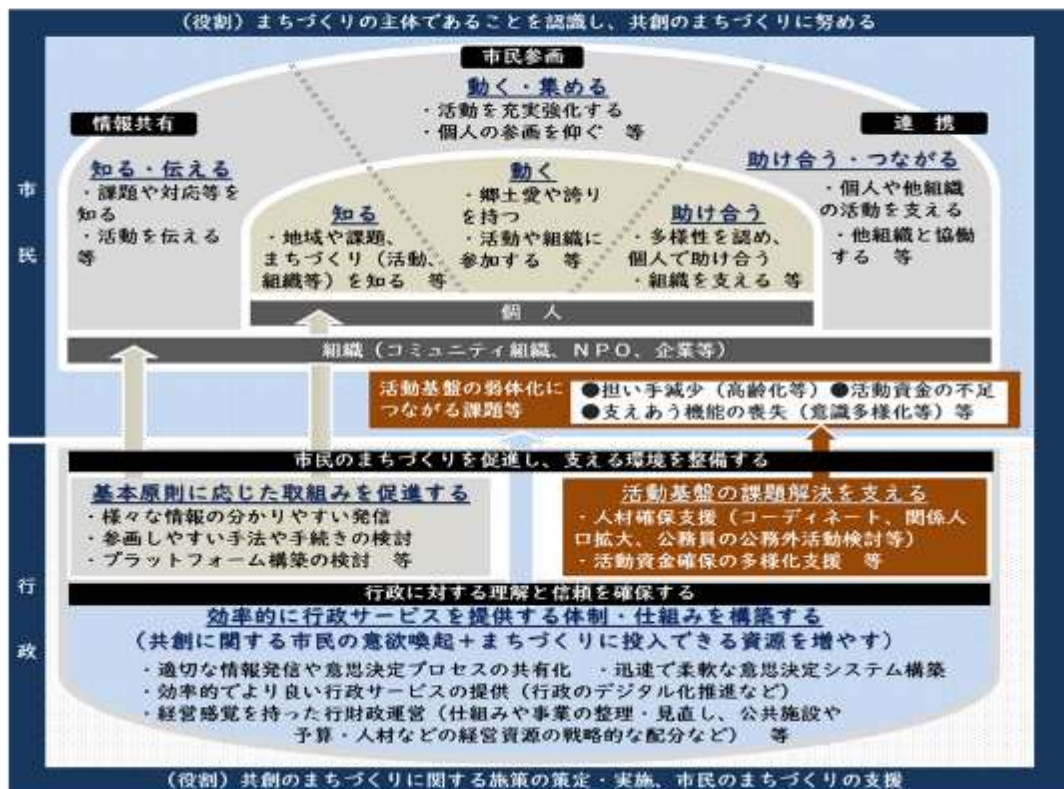 （役割）まちづくりの主体であることを認識し、共創のまちづくりに努める
市民
市民参画
動く・集める
・活動を充実強化する
・個人の参画を仰ぐ　等
情報共有
知る・伝える
・課題や対応等を
知る
・活動を伝える
等
連　携
助け合う・つながる
・個人や他組織
の活動を支える
・他組織と協働
する　等
知る
・地域や課題、
まちづくり（活動、
組織等）を知る　等
動く
・郷土愛や誇り
を持つ
・活動や組織に
参加する　等
助け合う
・多様性を認め、
個人で助け合う
・組織を支える　等
個　人
組織（コミュニティ組織、ＮＰＯ、企業等）
活動基盤の弱体化に
つながる課題等
●担い手減少（高齢化等）●活動資金の不足
●支えあう機能の喪失（意識多様化等）等
行政
市民のまちづくりを促進し、支える環境を整備する
基本原則に応じた取組みを促進する
・様々な情報の分かりやすい発信
・参画しやすい手法や手続きの検討
・プラットフォーム構築の検討　等
活動基盤の課題解決を支える
・人材確保支援（コーディネート、関係人
口拡大、公務員の公務外活動検討等）
・活動資金確保の多様化支援　等
行政に対する理解と信頼を確保する
効率的に行政サービスを提供する体制・仕組みを構築する
（共創に関する市民の意欲喚起＋まちづくりに投入できる資源を増やす）
・適切な情報発信や意思決定プロセスの共有化　・迅速で柔軟な意思決定システム構築
・効率的でより良い行政サービスの提供（行政のデジタル化推進など）
・経営感覚を持った行財政運営（仕組みや事業の整理・見直し、公共施設や
予算・人材などの経営資源の戦略的な配分など）　等
（役割）共創のまちづくりに関する施策の策定・実施、市民のまちづくりの支援